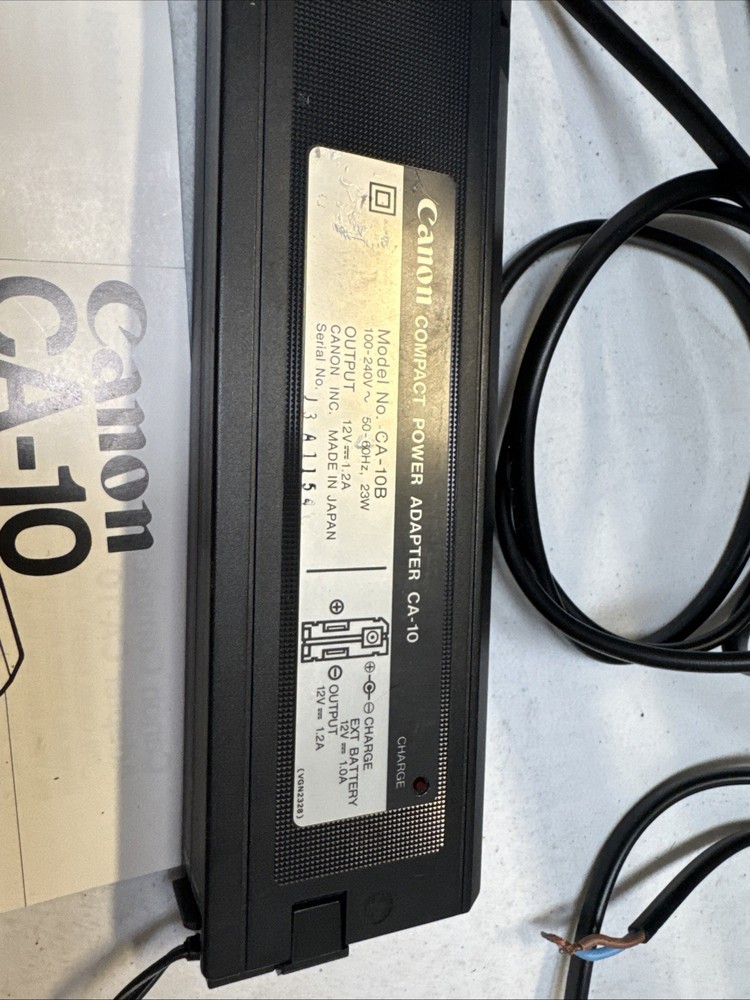 Canon COMPACT POWER ADAPTER CA-10
CHARGE
Model No. CA-10B
100-240V~ 50-60Hz, 23W
OUTPUT 12V⎓1.2A
CANON INC. MADE IN JAPAN
Serial No. J3A1154
⊖ CHARGE
EXT BATTERY
12V⎓ 1.0A
OUTPUT
12V⎓ 1.2A
(VGN2328)
Canon
CA-10